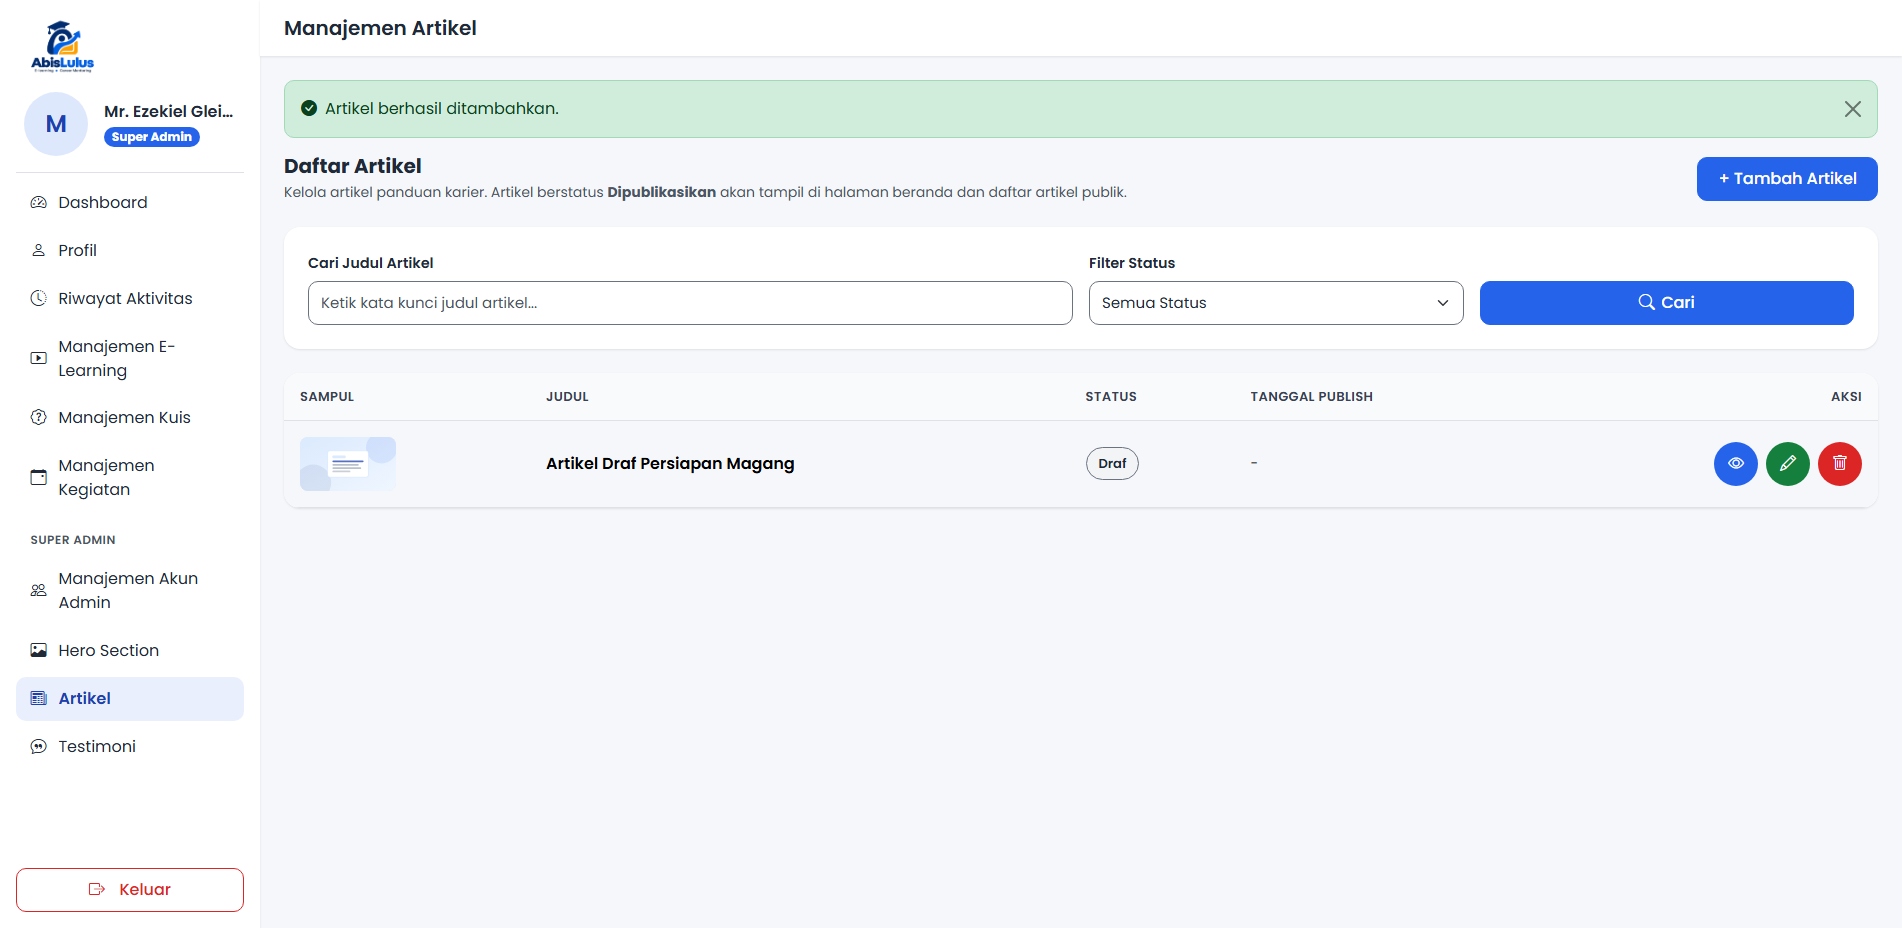 AbisLulus
M
Mr. Ezekiel Glei...
Super Admin
Dashboard
Profil
Riwayat Aktivitas
Manajemen E-
Learning
Manajemen Kuis
Manajemen
Kegiatan
SUPER ADMIN
Manajemen Akun
Admin
Hero Section
Artikel
Testimoni
Keluar
Manajemen Artikel
Artikel berhasil ditambahkan.
Daftar Artikel
Kelola artikel panduan karier. Artikel berstatus Dipublikasikan akan tampil di halaman beranda dan daftar artikel publik.
+ Tambah Artikel
Cari Judul Artikel
Ketik kata kunci judul artikel...
Filter Status
Semua Status
Cari
SAMPUL JUDUL STATUS TANGGAL PUBLISH AKSI
Artikel Draf Persiapan Magang Draf -